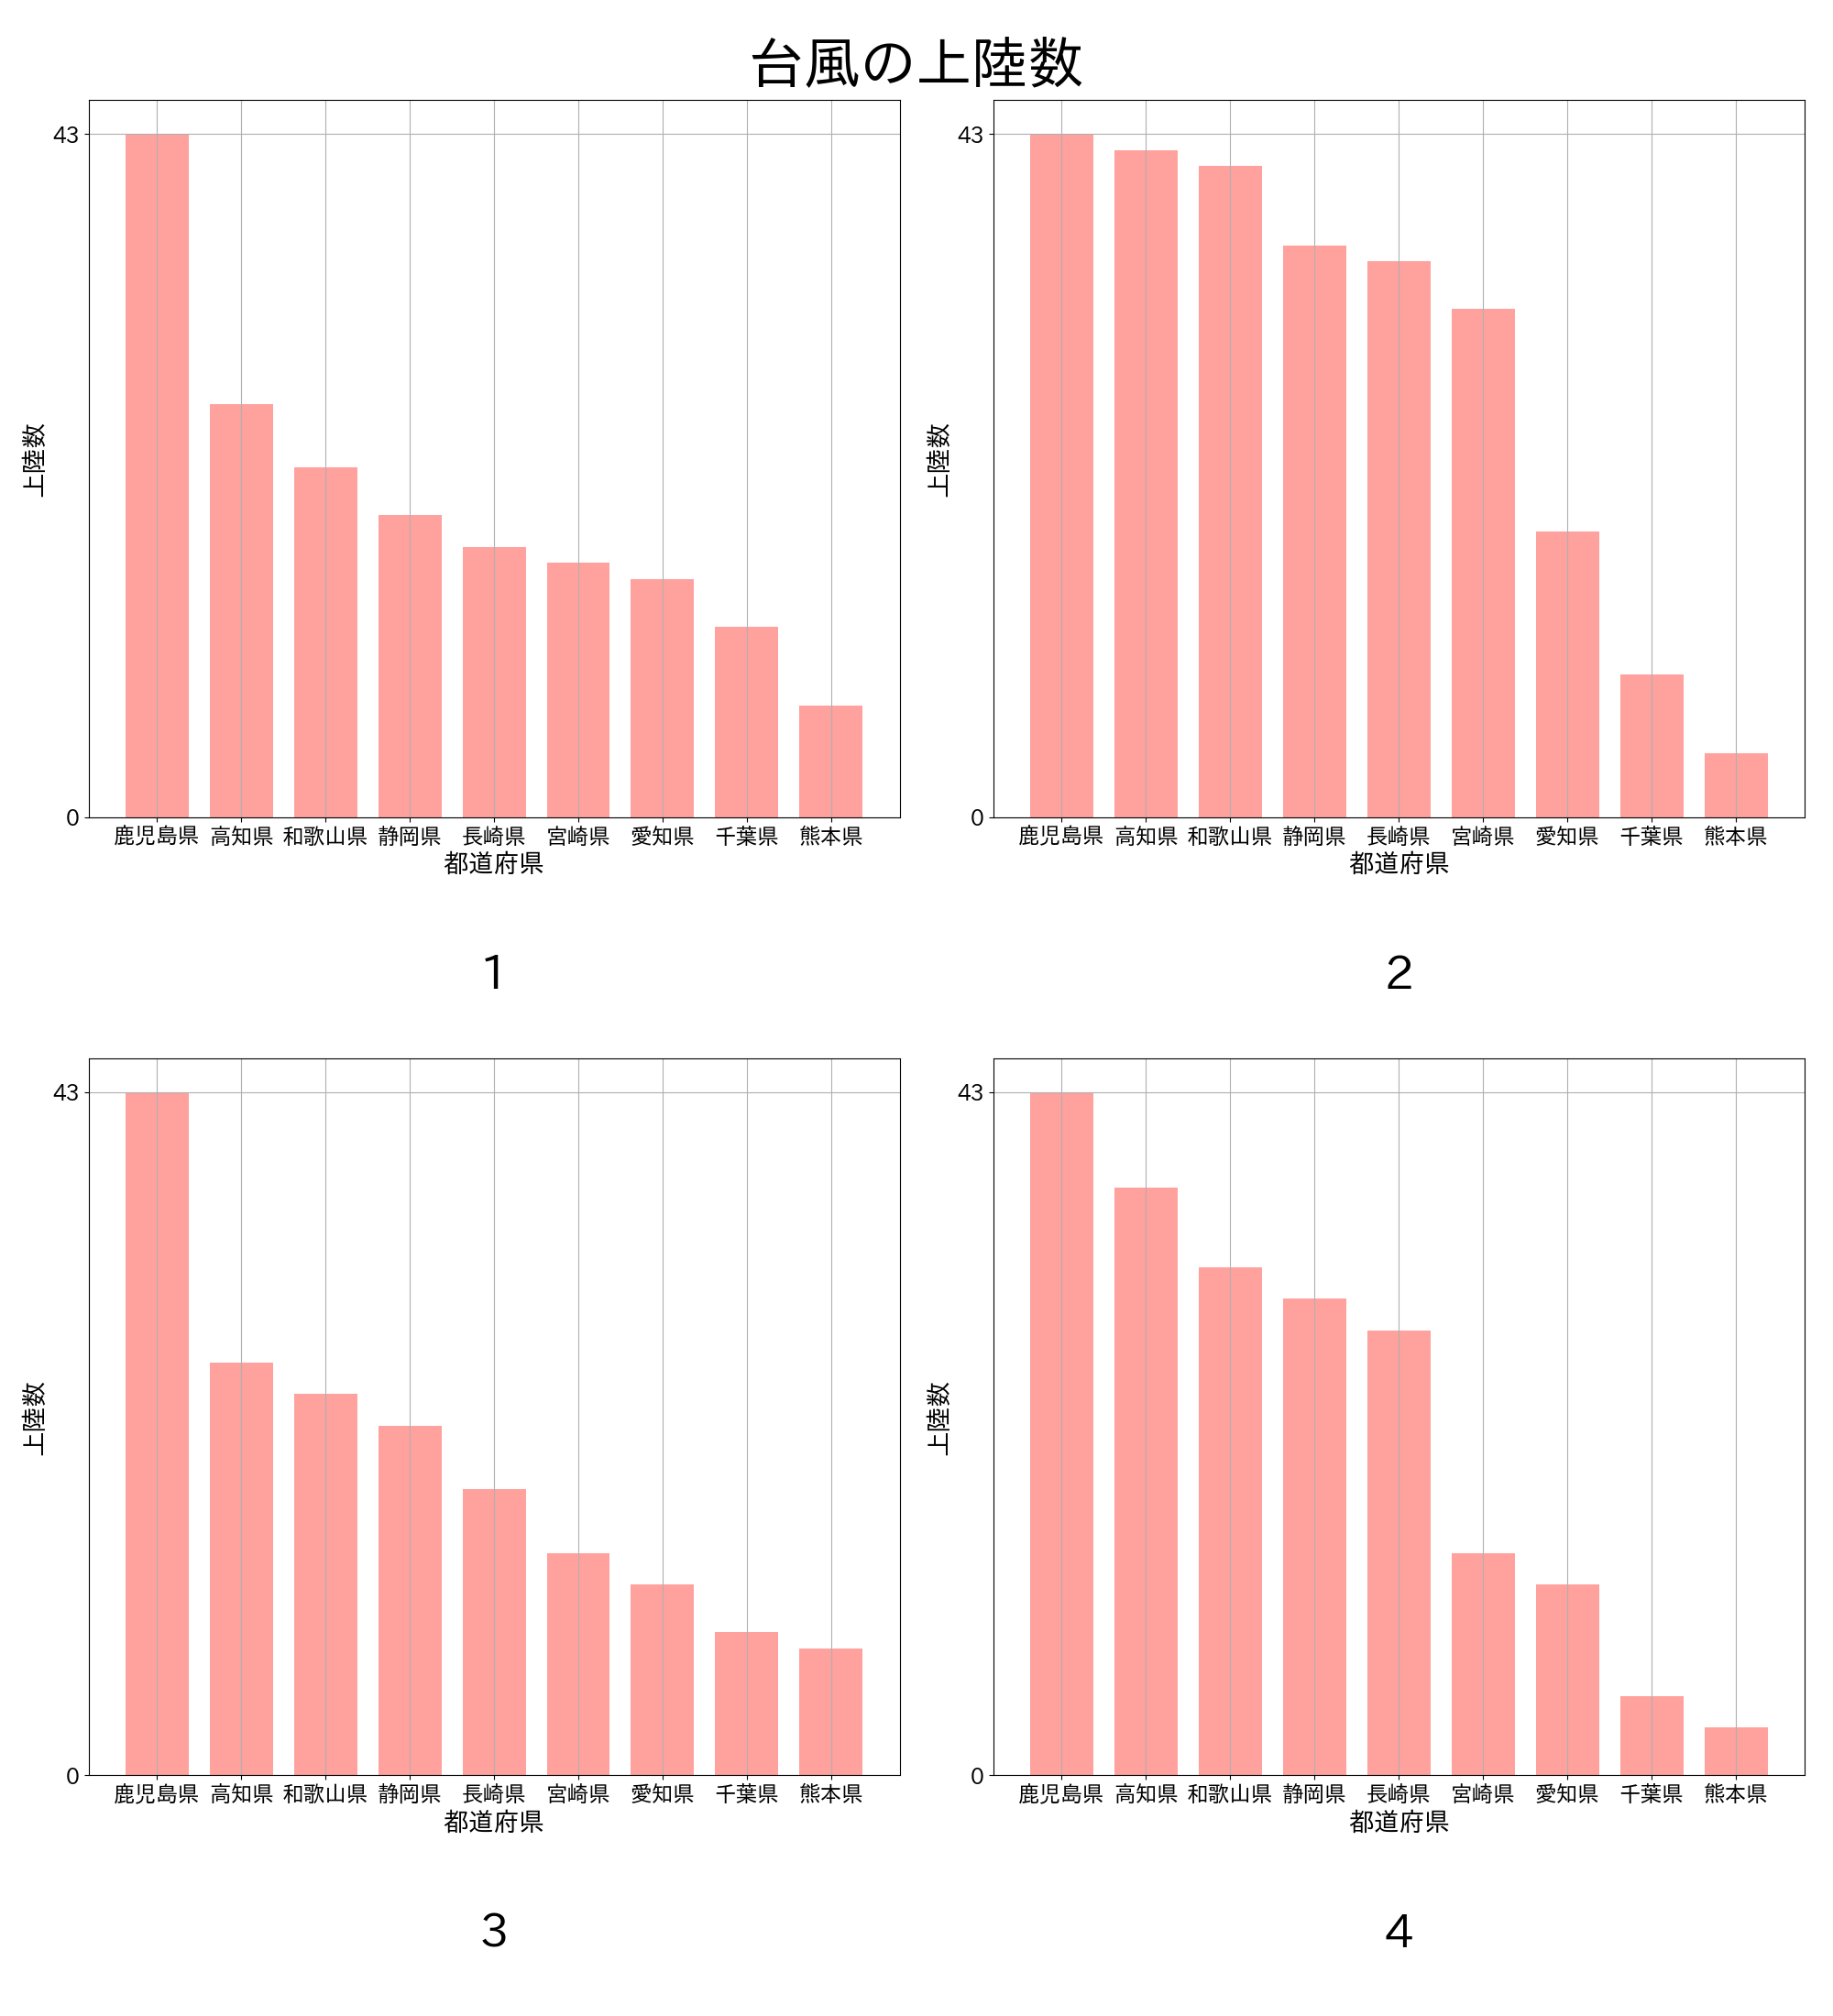 台風の上陸数
43
上陸数
0
鹿児島県 高知県 和歌山県 静岡県 長崎県 宮崎県 愛知県 千葉県 熊本県
都道府県
1
43
上陸数
0
鹿児島県 高知県 和歌山県 静岡県 長崎県 宮崎県 愛知県 千葉県 熊本県
都道府県
2
43
上陸数
0
鹿児島県 高知県 和歌山県 静岡県 長崎県 宮崎県 愛知県 千葉県 熊本県
都道府県
3
43
上陸数
0
鹿児島県 高知県 和歌山県 静岡県 長崎県 宮崎県 愛知県 千葉県 熊本県
都道府県
4